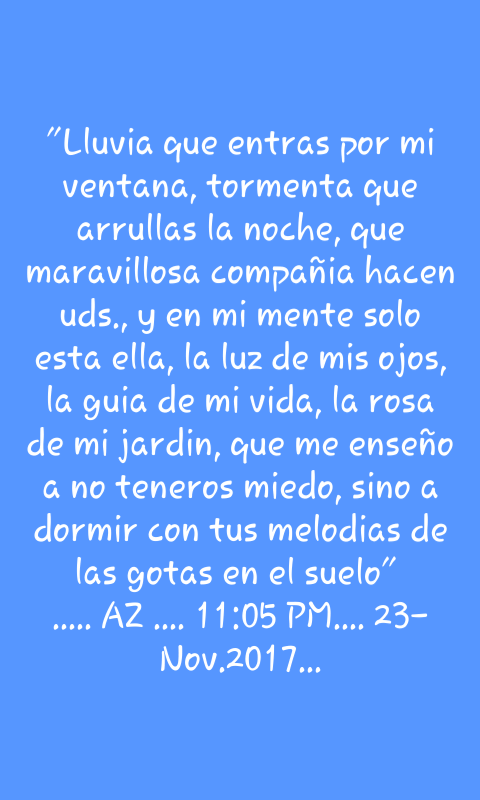 "Lluvia que entras por mi
ventana, tormenta que
arrullas la noche, que
maravillosa compañia hacen
uds., y en mi mente solo
esta ella, la luz de mis ojos,
la guia de mi vida, la rosa
de mi jardin, que me enseño
a no teneros miedo, sino a
dormir con tus melodias de
las gotas en el suelo"
..... AZ .... 11:05 PM.... 23-
Nov.2017...